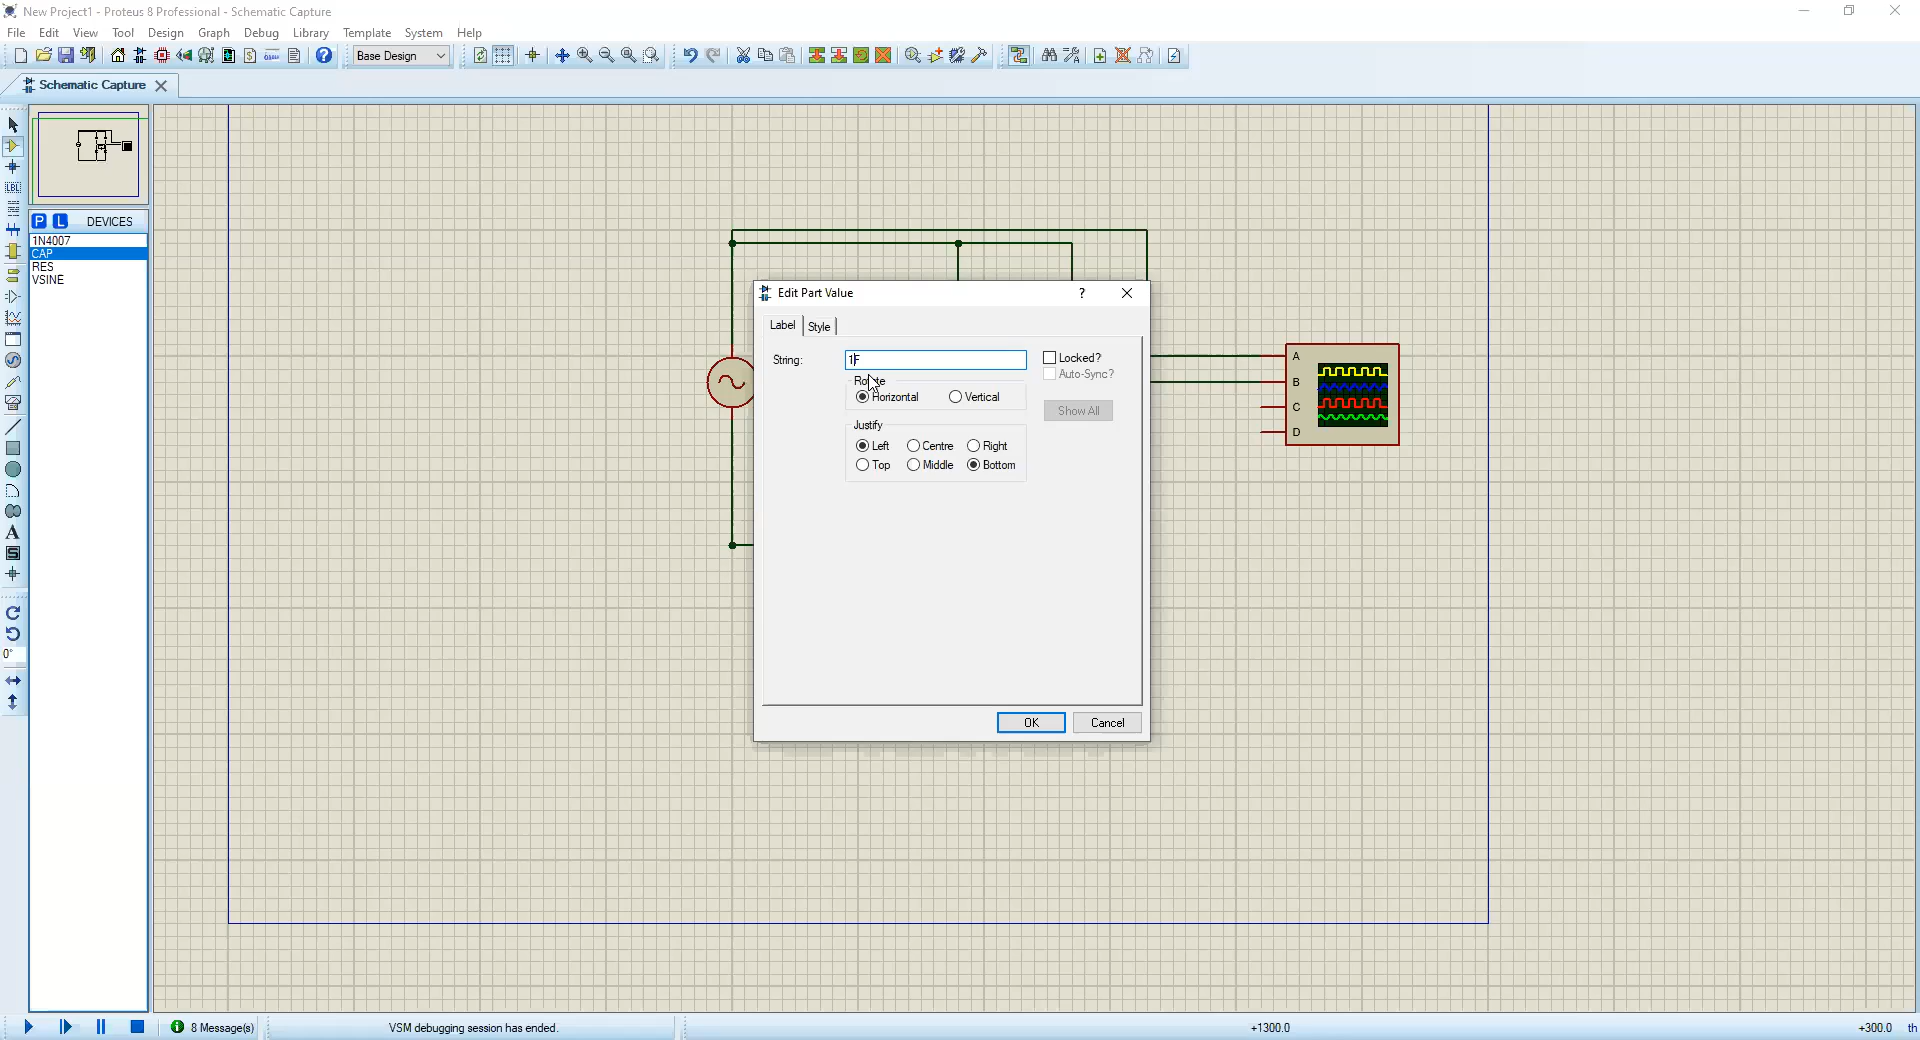 New Project1 - Proteus 8 Professional - Schematic Capture
File Edit View Tool Design Graph Debug Library Template System Help
Base Design
Schematic Capture
P L DEVICES
1N4007
CAP
RES
VSINE
LBL
A
S
0°
Edit Part Value ?
Label Style
String: 1F Locked?
Auto-Sync?
Rotate
Horizontal Vertical
Show All
Justify
Left Centre Right
Top Middle Bottom
OK Cancel
A
B
C
D
8 Message(s) VSM debugging session has ended. +1300.0 +300.0 th